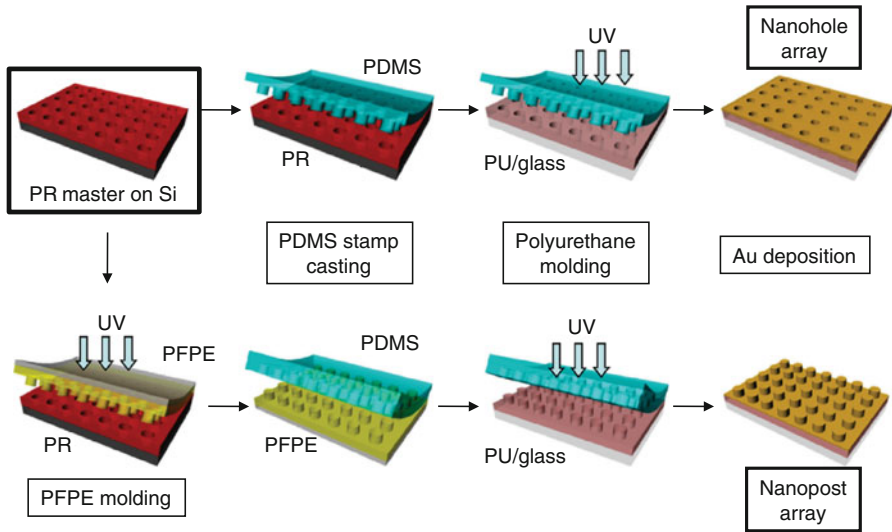 Nanohole
array
UV
PDMS
PR master on Si
PR
PU/glass
PDMS stamp
casting
Polyurethane
molding
Au deposition
UV
PFPE
PDMS
UV
PR
PFPE
PU/glass
PFPE molding
Nanopost
array